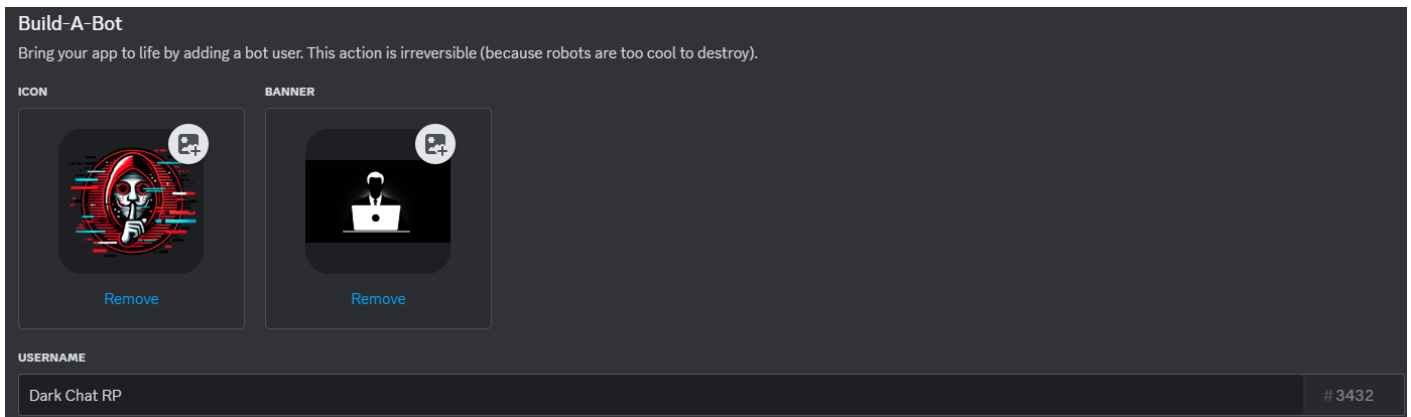 Build-A-Bot
Bring your app to life by adding a bot user. This action is irreversible (because robots are too cool to destroy).
ICON
BANNER
Remove
Remove
USERNAME
Dark Chat RP
#3432